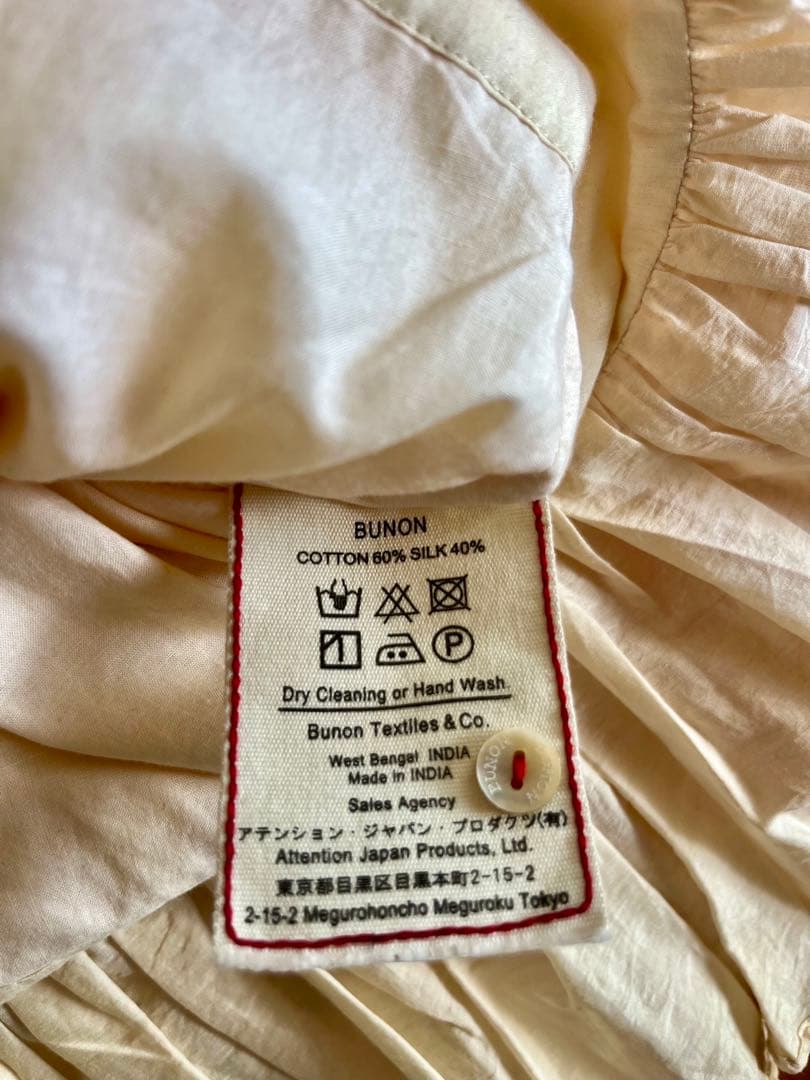 BUNON
COTTON 60% SILK 40%
P
Dry Cleaning or Hand Wash
Bunon Textiles & Co.
West Bengal INDIA
Made in INDIA
Sales Agency
アテンション・ジャパン・プロダクツ(有)
Attention Japan Products, Ltd.
東京都目黒区目黒本町2-15-2
2-15-2 Megurohoncho Meguroku Tokyo
BUNON